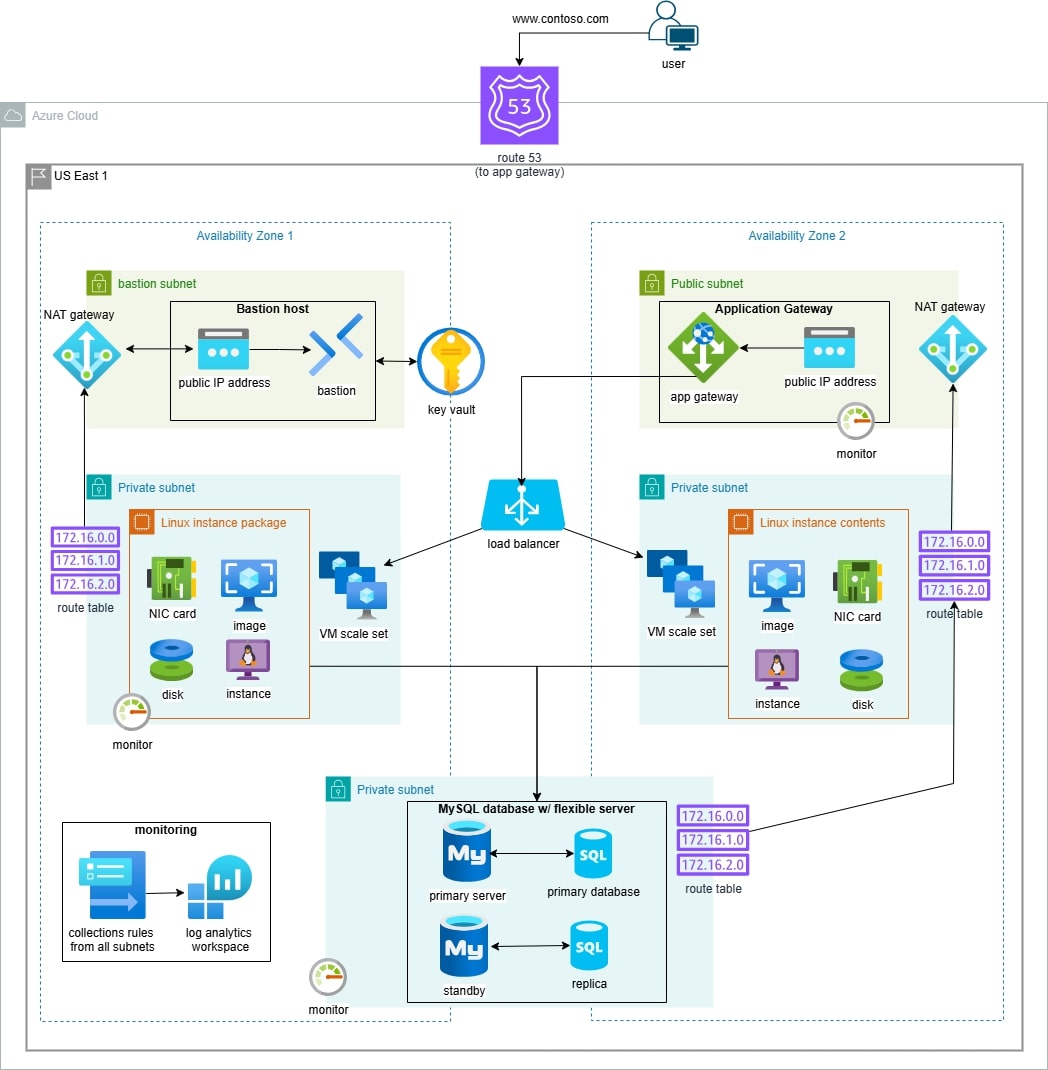 www.contoso.com
user
53
route 53
(to app gateway)
Azure Cloud
US East 1
Availability Zone 1
Availability Zone 2
bastion subnet
Public subnet
NAT gateway
Bastion host
public IP address
bastion
key vault
Application Gateway
app gateway
public IP address
NAT gateway
monitor
Private subnet
Linux instance package
172.16.0.0
172.16.1.0
172.16.2.0
route table
NIC card
image
disk
instance
monitor
VM scale set
load balancer
Private subnet
Linux instance contents
VM scale set
image
NIC card
instance
disk
172.16.0.0
172.16.1.0
172.16.2.0
route table
Private subnet
MySQL database w/ flexible server
My
SQL
primary server
primary database
My
SQL
standby
replica
172.16.0.0
172.16.1.0
172.16.2.0
route table
monitor
monitoring
collections rules
from all subnets
log analytics
workspace